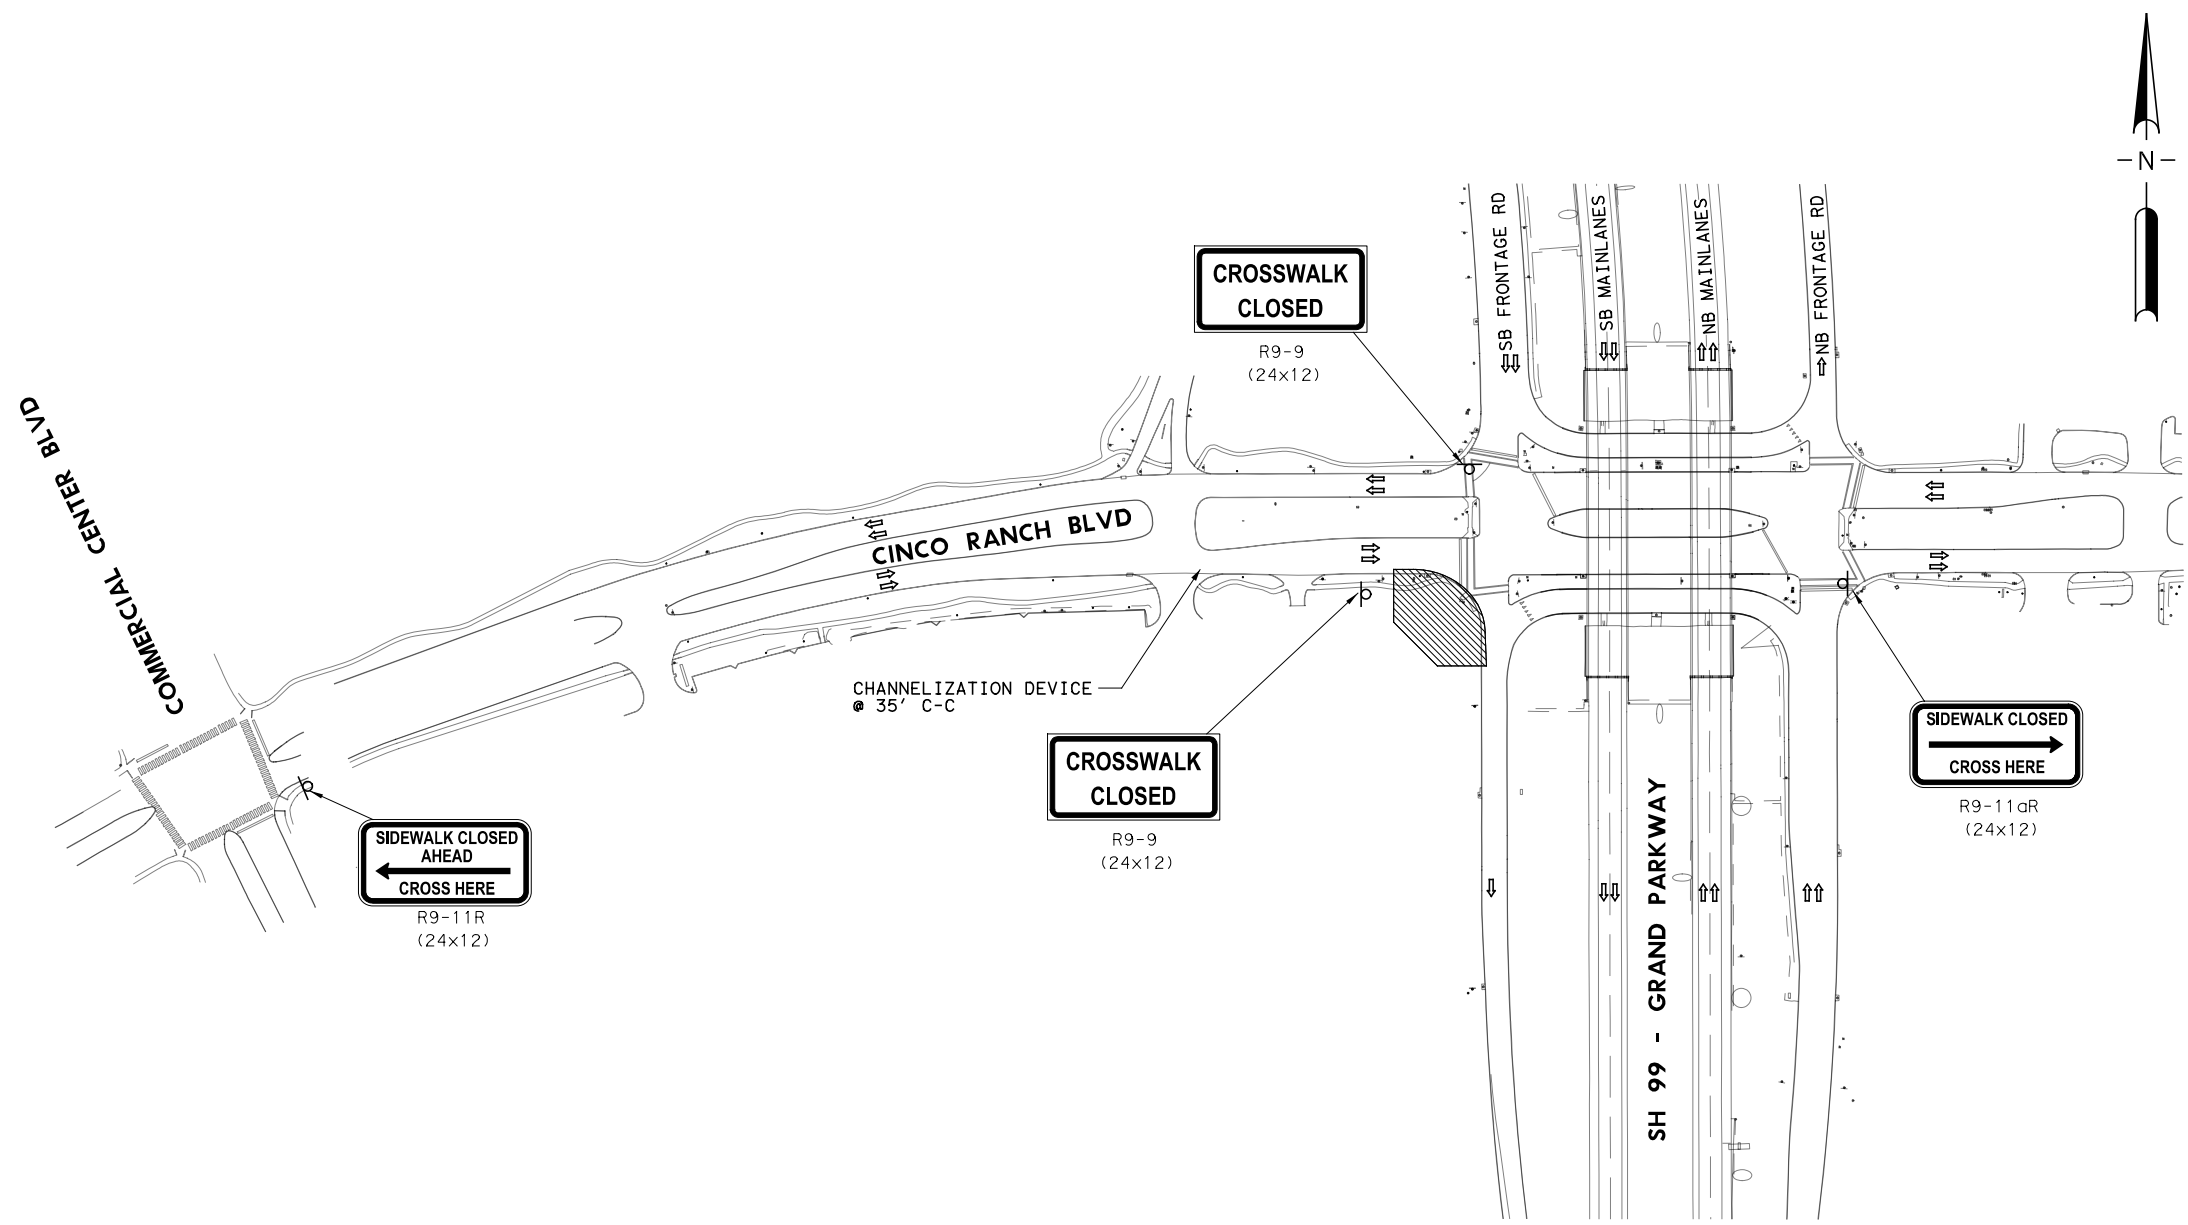 -N-
SB FRONTAGE RD
SB MAINLANES
NB MAINLANES
NB FRONTAGE RD
CROSSWALK
CLOSED
R9-9
(24x12)
COMMERCIAL CENTER BLVD
CINCO RANCH BLVD
CHANNELIZATION DEVICE
@ 35' C-C
CROSSWALK
CLOSED
R9-9
(24x12)
SIDEWALK CLOSED
CROSS HERE
R9-11aR
(24x12)
SIDEWALK CLOSED
AHEAD
CROSS HERE
R9-11R
(24x12)
SH 99 - GRAND PARKWAY